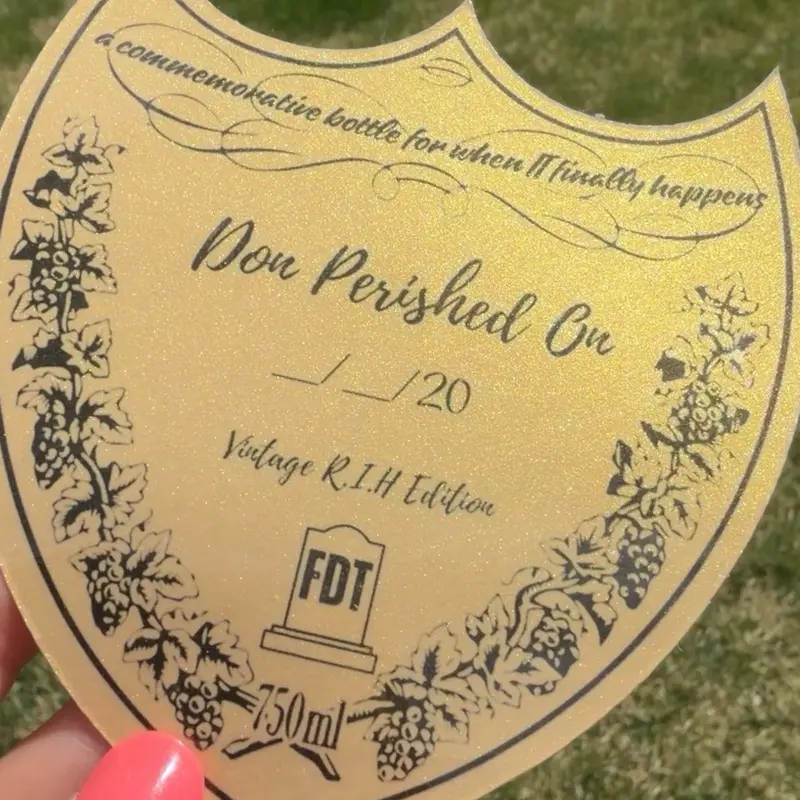 a commemorative bottle for when IT finally happens
Don Perished On
__/__/20
Vintage R.I.H Edition
FDT
750ml